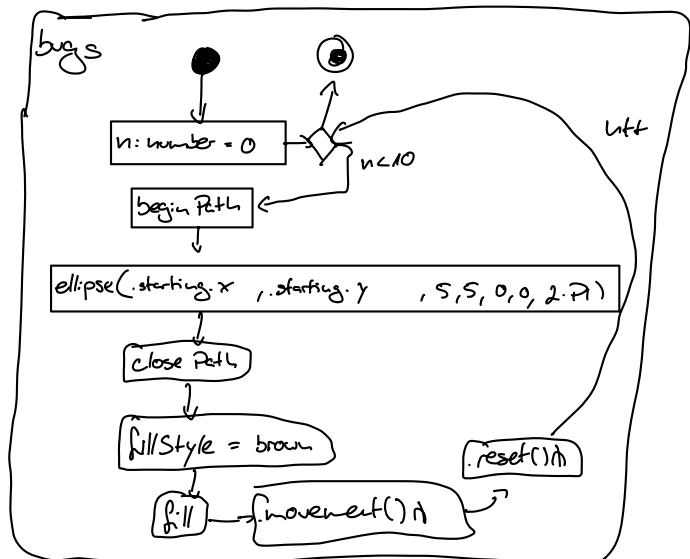 bugs
n: number = 0
n++
n<10
begin Path
ellipse(.starting.x , .starting.y , 5, 5, 0, 0, 2.PI)
close Path
fillStyle = brown
.reset()
fill
.movement()